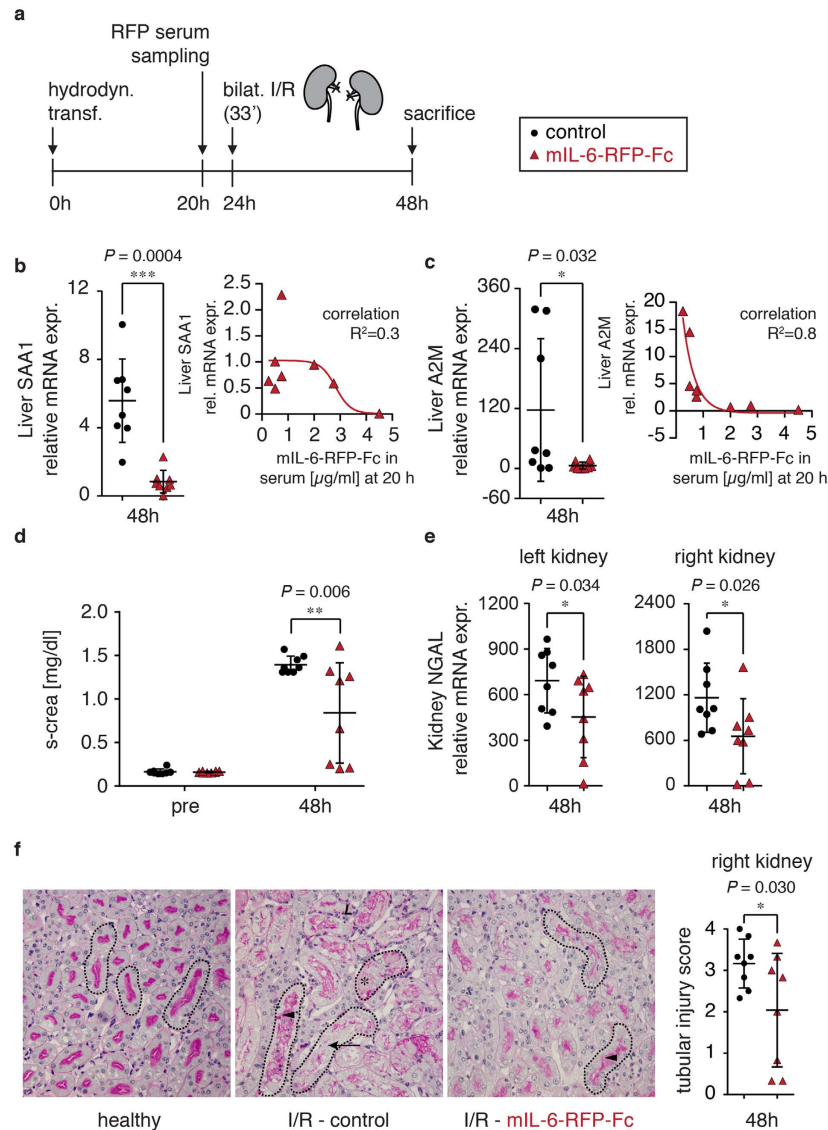 a
RFP serum
sampling
hydrodyn.
transf.
bilat. I/R
(33')
sacrifice
0h
20h
24h
48h
control
mIL-6-RFP-Fc
b
P = 0.0004
***
Liver SAA1
relative mRNA expr.
12
8
4
0
48h
Liver SAA1
rel. mRNA expr.
2.5
2.0
1.5
1.0
0.5
0
0 1 2 3 4 5
correlation
R²=0.3
mIL-6-RFP-Fc in
serum [µg/ml] at 20 h
c
P = 0.032
*
Liver A2M
relative mRNA expr.
360
240
120
0
-60
48h
Liver A2M
rel. mRNA expr.
20
15
10
5
0
-5
1 2 3 4 5
correlation
R²=0.8
mIL-6-RFP-Fc in
serum [µg/ml] at 20 h
d
P = 0.006
**
s-crea [mg/dl]
2.0
1.5
1.0
0.5
0
pre
48h
e
left kidney
P = 0.034
*
Kidney NGAL
relative mRNA expr.
1200
900
600
300
0
48h
right kidney
P = 0.026
*
2400
1800
1200
600
0
48h
f
L
*
healthy
I/R - control
I/R - mIL-6-RFP-Fc
right kidney
P = 0.030
*
tubular injury score
4
3
2
1
0
48h